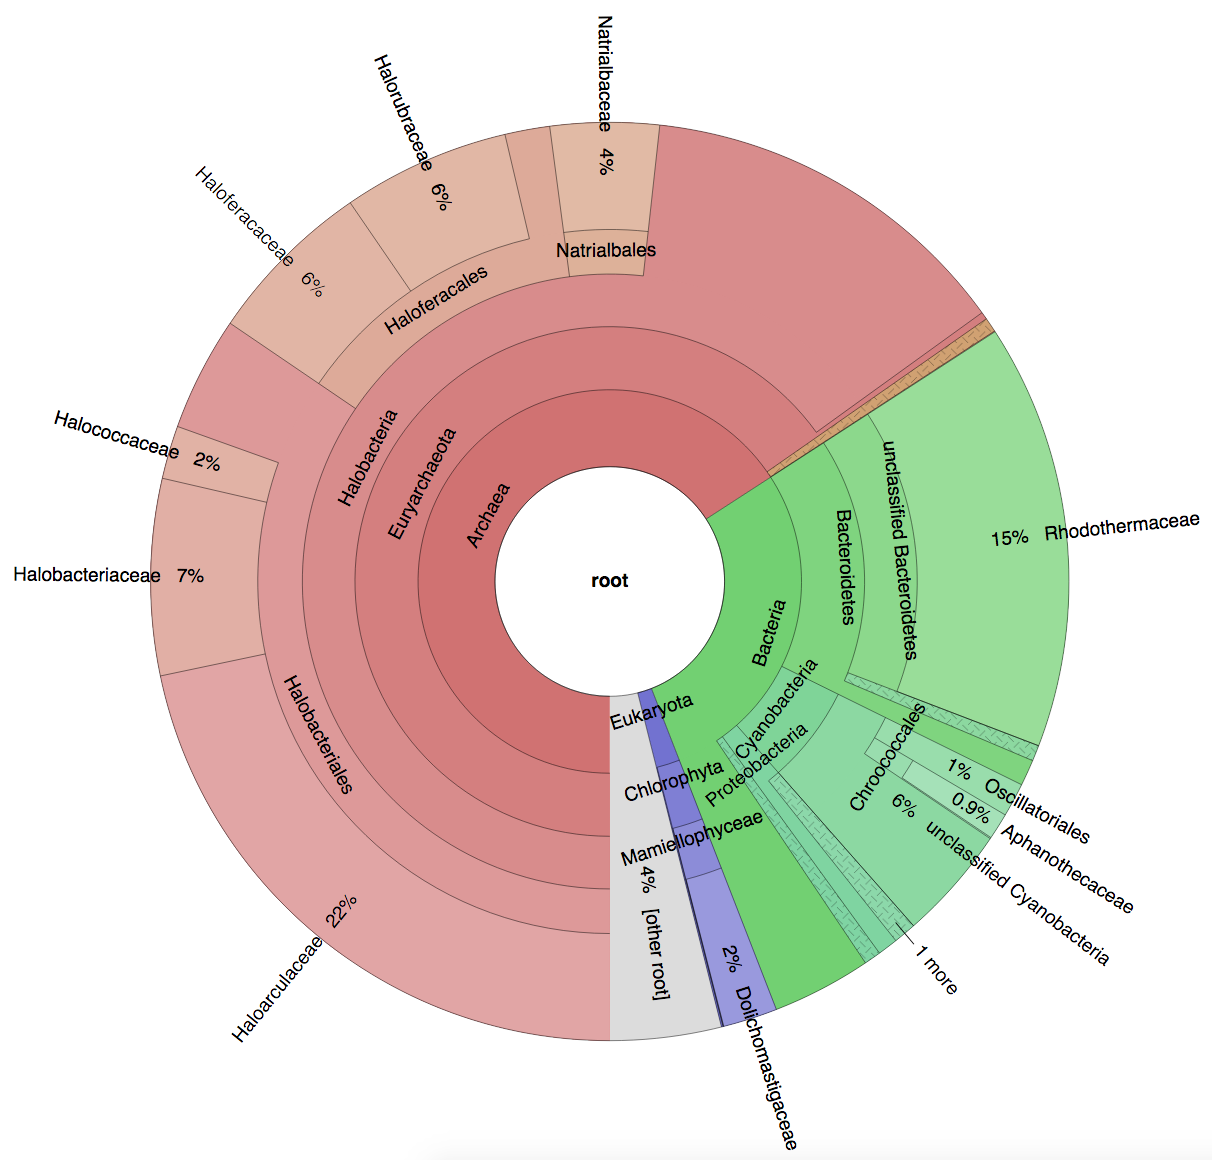 Natrialbaceae 4%
Halorubraceae 6%
Haloferacaceae 6%
Natrialbales
Haloferacales
Halococcaceae 2%
Halobacteria
Euryarchaeota
Archaea
Halobacteriaceae 7%
root
Bacteria
Bacteroidetes
unclassified Bacteroidetes
15% Rhodothermaceae
Halobacteriales
Haloarculaceae 22%
Eukaryota
Cyanobacteria
Proteobacteria
Chlorophyta
Mamiellophyceae
Chroococcales
1% Oscillatoriales
0.9% Aphanothecaceae
6% unclassified Cyanobacteria
1 more
4% [other root]
2% Dolichomastigaceae